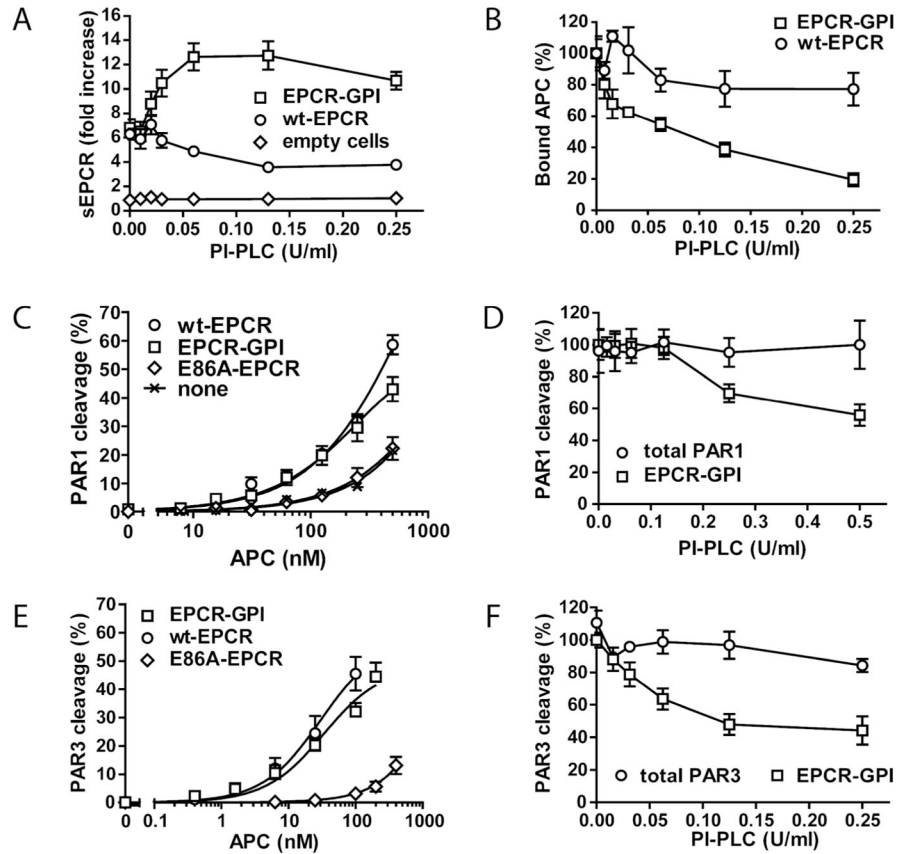 A
sEPCR (fold increase)
16
14
12
10
8
6
4
2
0
EPCR-GPI
wt-EPCR
empty cells
0.00 0.05 0.10 0.15 0.20 0.25
PI-PLC (U/ml)
B
Bound APC (%)
120
100
80
60
40
20
0
EPCR-GPI
wt-EPCR
0.00 0.05 0.10 0.15 0.20 0.25
PI-PLC (U/ml)
C
PAR1 cleavage (%)
70
60
50
40
30
20
10
0
wt-EPCR
EPCR-GPI
E86A-EPCR
none
0 10 100 1000
APC (nM)
D
PAR1 cleavage (%)
120
100
80
60
40
20
0
total PAR1
EPCR-GPI
0.0 0.1 0.2 0.3 0.4 0.5
PI-PLC (U/ml)
E
PAR3 cleavage (%)
70
60
50
40
30
20
10
0
EPCR-GPI
wt-EPCR
E86A-EPCR
0 0.1 1 10 100 1000
APC (nM)
F
PAR3 cleavage (%)
120
100
80
60
40
20
0
total PAR3 EPCR-GPI
0.00 0.05 0.10 0.15 0.20 0.25
PI-PLC (U/ml)